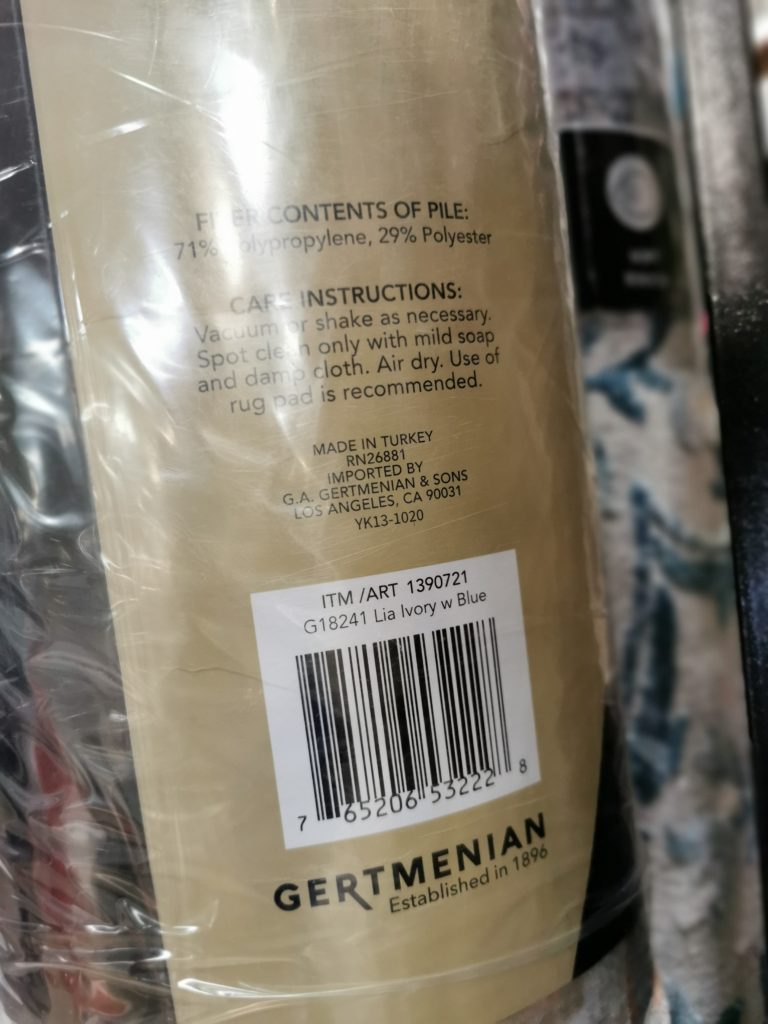 FIBER CONTENTS OF PILE:
71% Polypropylene, 29% Polyester
CARE INSTRUCTIONS:
Vacuum or shake as necessary.
Spot clean only with mild soap
and damp cloth. Air dry. Use of
rug pad is recommended.
MADE IN TURKEY
RN26881
IMPORTED BY
G.A. GERTMENIAN & SONS
LOS ANGELES, CA 90031
YK13-1020
ITM /ART 1390721
G18241 Lia Ivory w Blue
7 65206 53222 8
GERTMENIAN
Established in 1896